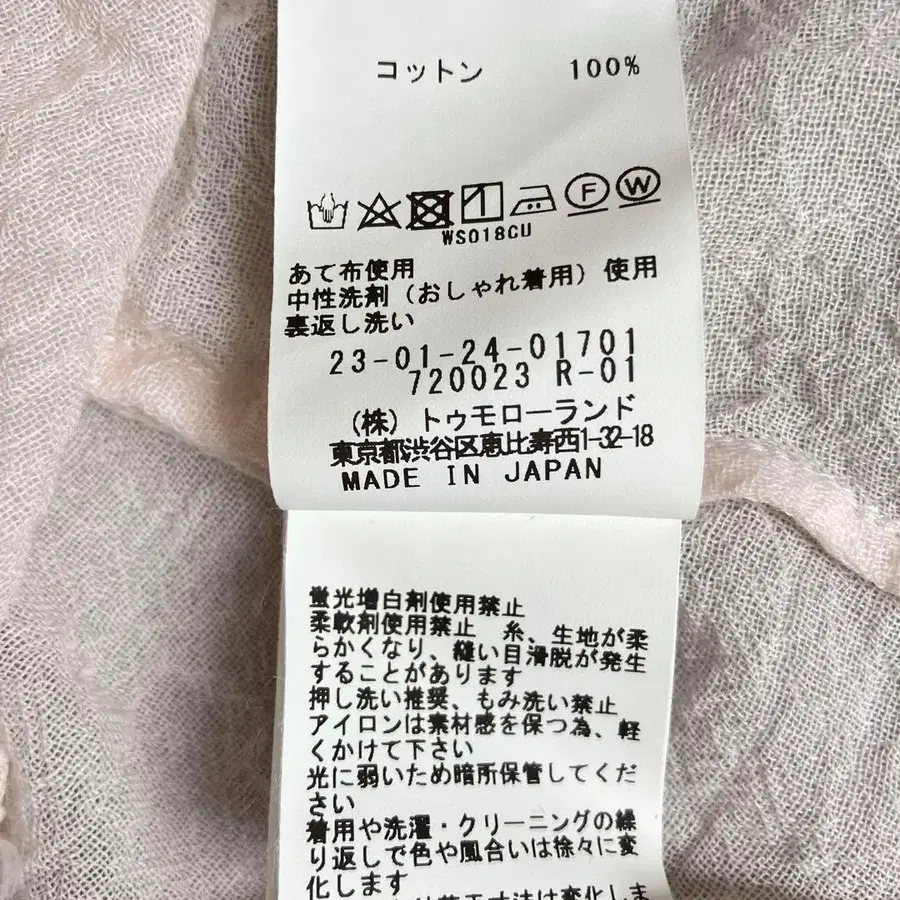 コットン 100%
F W
WS018CU
あて布使用
中性洗剤(おしゃれ着用)使用
裏返し洗い
23-01-24-01701
720023 R-01
(株) トゥモローランド
東京都渋谷区恵比寿西1-32-18
MADE IN JAPAN
蛍光増白剤使用禁止
柔軟剤使用禁止 糸、生地が柔
らかくなり、縫い目滑脱が発生
することがあります
押し洗い推奨、もみ洗い禁止
アイロンは素材感を保つ為、軽
くかけて下さい
光に弱いため暗所保管してくだ
さい
着用や洗濯・クリーニングの繰
り返しで色や風合いは徐々に変
化します
寸法は変化しま